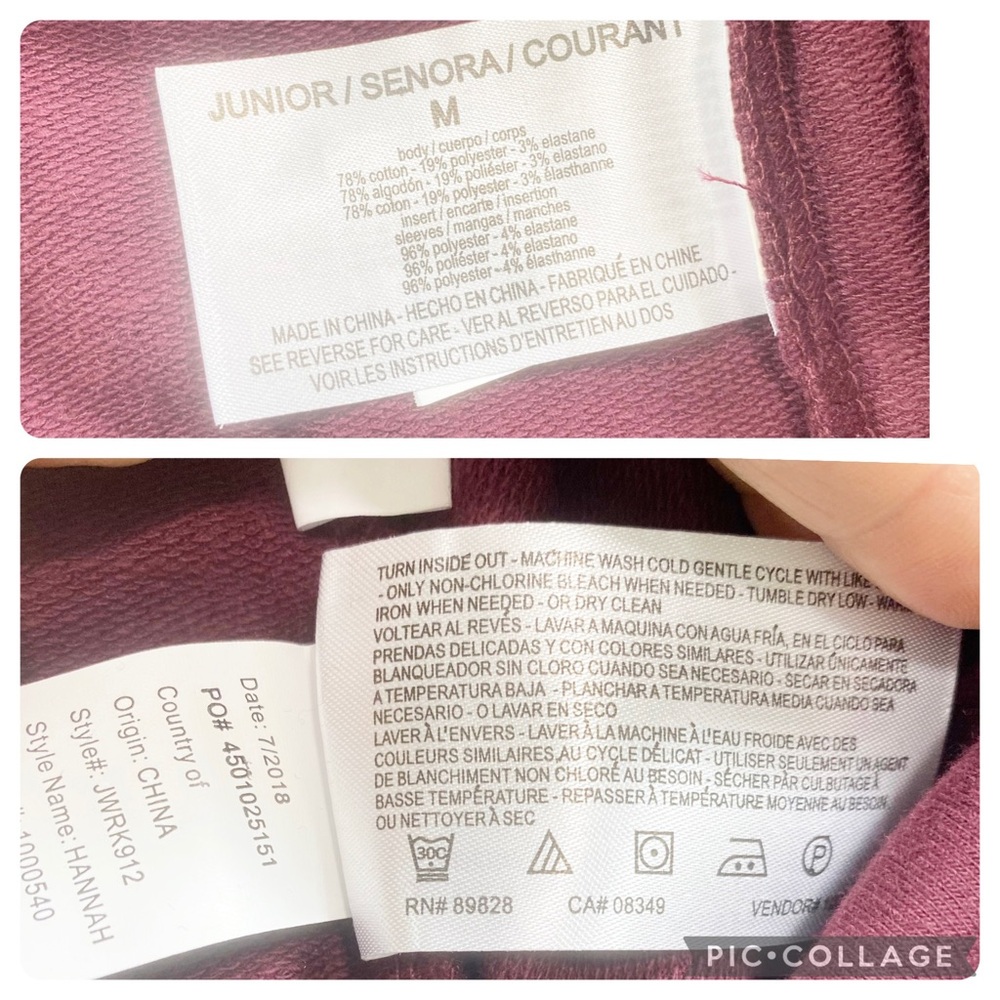 JUNIOR / SENORA / COURANT
M
body / cuerpo / corps
78% cotton - 19% polyester - 3% elastane
78% algodón - 19% poliéster - 3% elastano
78% coton - 19% polyester - 3% élasthanne
insert / encarte / insertion
sleeves / mangas / manches
96% polyester - 4% elastane
96% poliéster - 4% elastano
96% polyester - 4% élasthanne
MADE IN CHINA - HECHO EN CHINA - FABRIQUÉ EN CHINE
SEE REVERSE FOR CARE - VER AL REVERSO PARA EL CUIDADO -
VOIR LES INSTRUCTIONS D'ENTRETIEN AU DOS
TURN INSIDE OUT - MACHINE WASH COLD GENTLE CYCLE WITH LIKE
- ONLY NON-CHLORINE BLEACH WHEN NEEDED - TUMBLE DRY LOW -
IRON WHEN NEEDED - OR DRY CLEAN
VOLTEAR AL REVÉS - LAVAR A MAQUINA CON AGUA FRÍA, EN EL CICLO PARA
PRENDAS DELICADAS Y CON COLORES SIMILARES - UTILIZAR ÚNICAMENTE
BLANQUEADOR SIN CLORO CUANDO SEA NECESARIO - SECAR EN SECADORA
A TEMPERATURA BAJA - PLANCHAR A TEMPERATURA MEDIA CUANDO SEA
NECESARIO - O LAVAR EN SECO
LAVER À L'ENVERS - LAVER À LA MACHINE À L'EAU FROIDE AVEC DES
COULEURS SIMILAIRES, AU CYCLE DÉLICAT - UTILISER SEULEMENT UN AGENT
DE BLANCHIMENT NON CHLORÉ AU BESOIN - SÉCHER PAR CULBUTAGE À
BASSE TEMPÉRATURE - REPASSER À TEMPÉRATURE MOYENNE AU BESOIN,
OU NETTOYER À SEC
30C
P
RN# 89828 CA# 08349 VENDOR#
Date: 7/2018
PO# 4501025151
Country of
Origin: CHINA
Style#: JWRK912
Style Name: HANNAH
1000540
PIC•COLLAGE